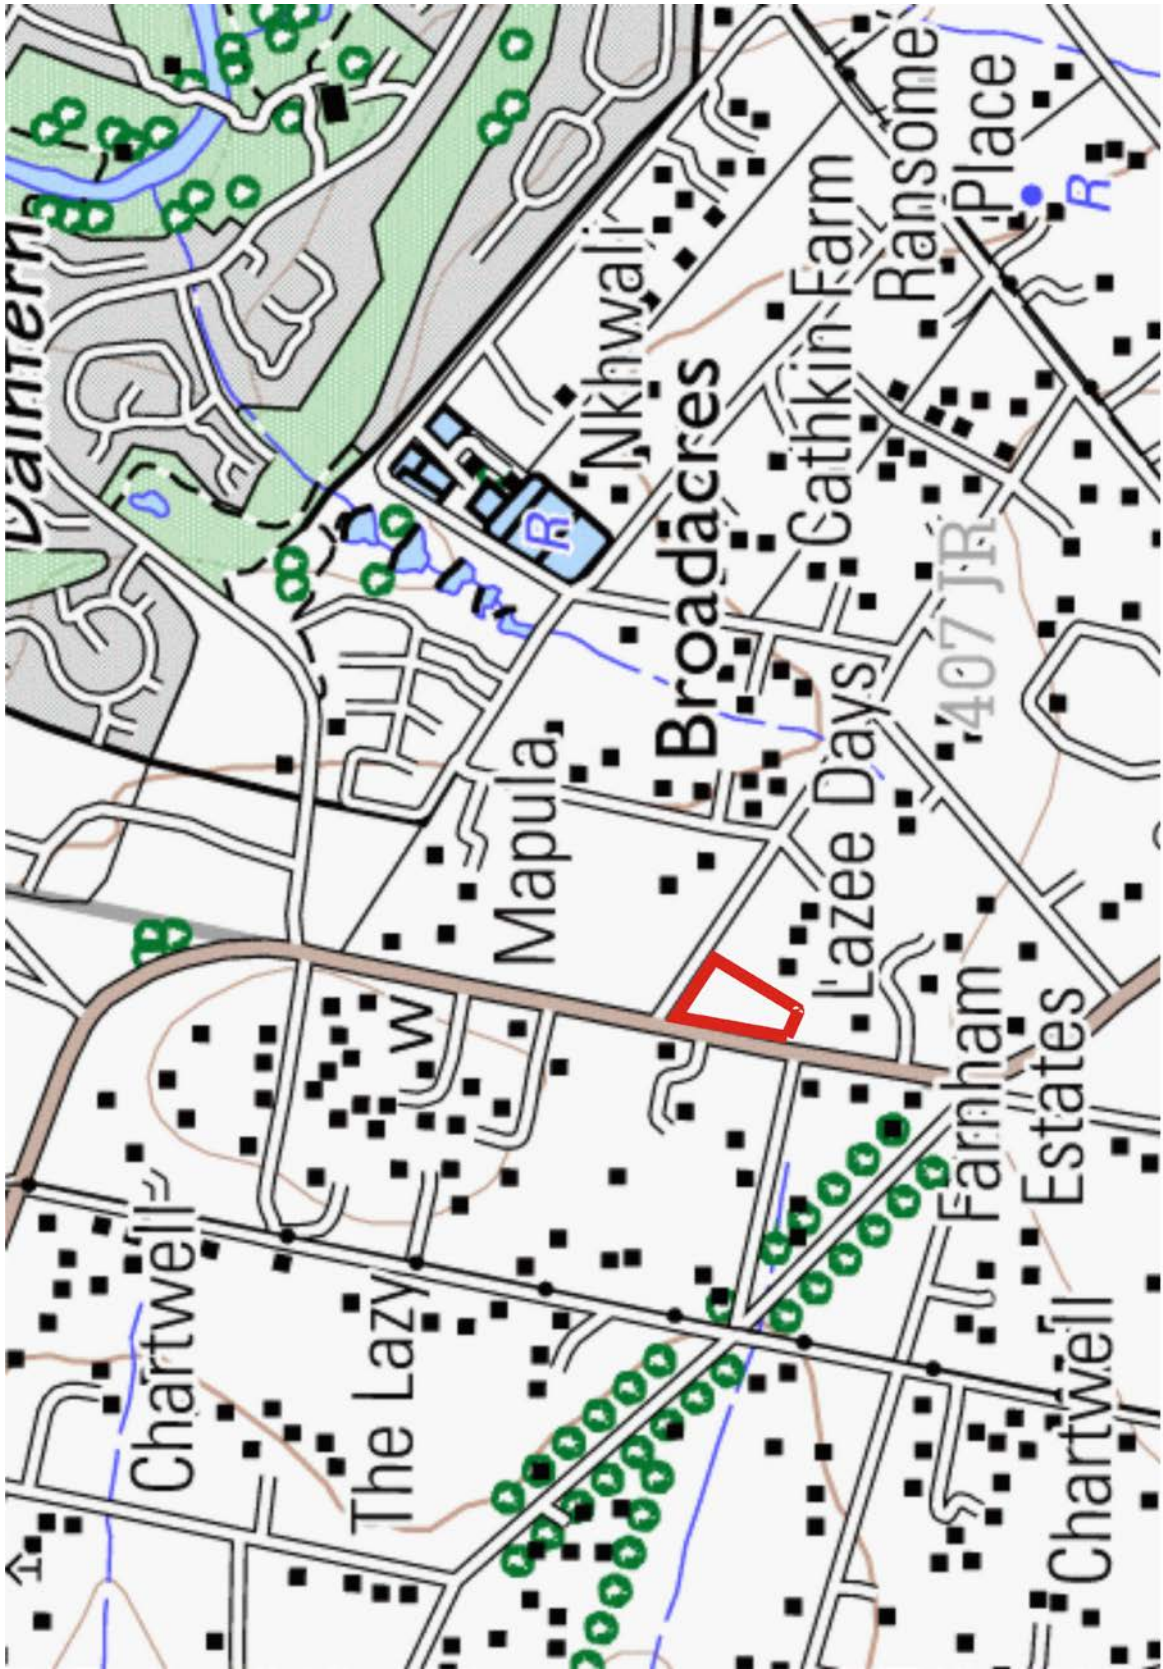 Dainfern
Chartwell
The Lazy W
Mapula
R
Nkhwali
Broadacres
Cathkin Farm
Lazee Days
Ransome
Place
407 JR
Farnham
Estates
Chartwell
R